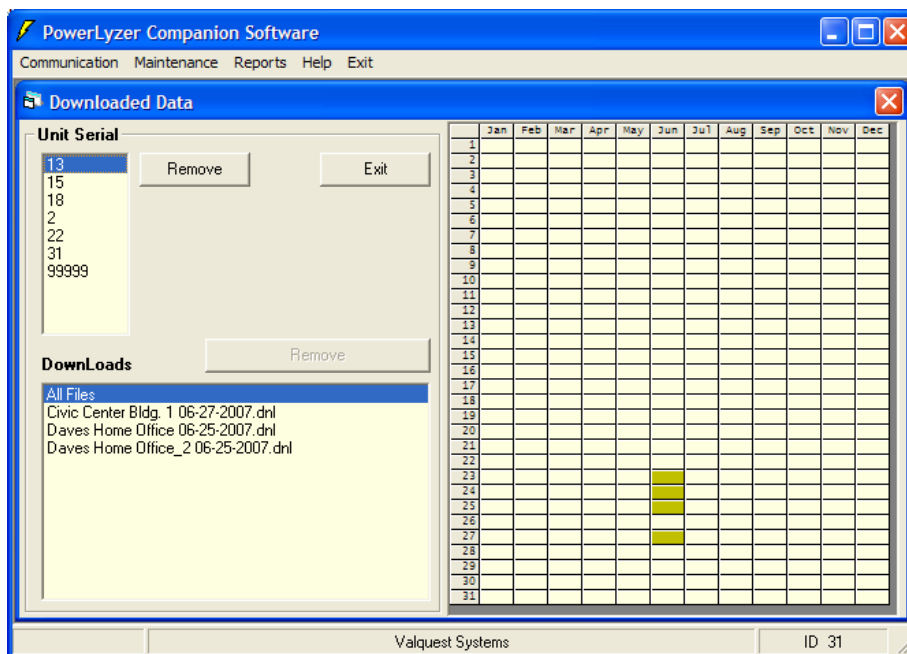 PowerLyzer Companion Software
Communication Maintenance Reports Help Exit
Downloaded Data
Unit Serial
13
15
18
2
22
31
99999
Remove
Exit
Remove
DownLoads
All Files
Civic Center Bldg. 1 06-27-2007.dnl
Daves Home Office 06-25-2007.dnl
Daves Home Office_2 06-25-2007.dnl
Jan Feb Mar Apr May Jun Jul Aug Sep Oct Nov Dec
1
2
3
4
5
6
7
8
9
10
11
12
13
14
15
16
17
18
19
20
21
22
23
24
25
26
27
28
29
30
31
Valquest Systems
ID 31